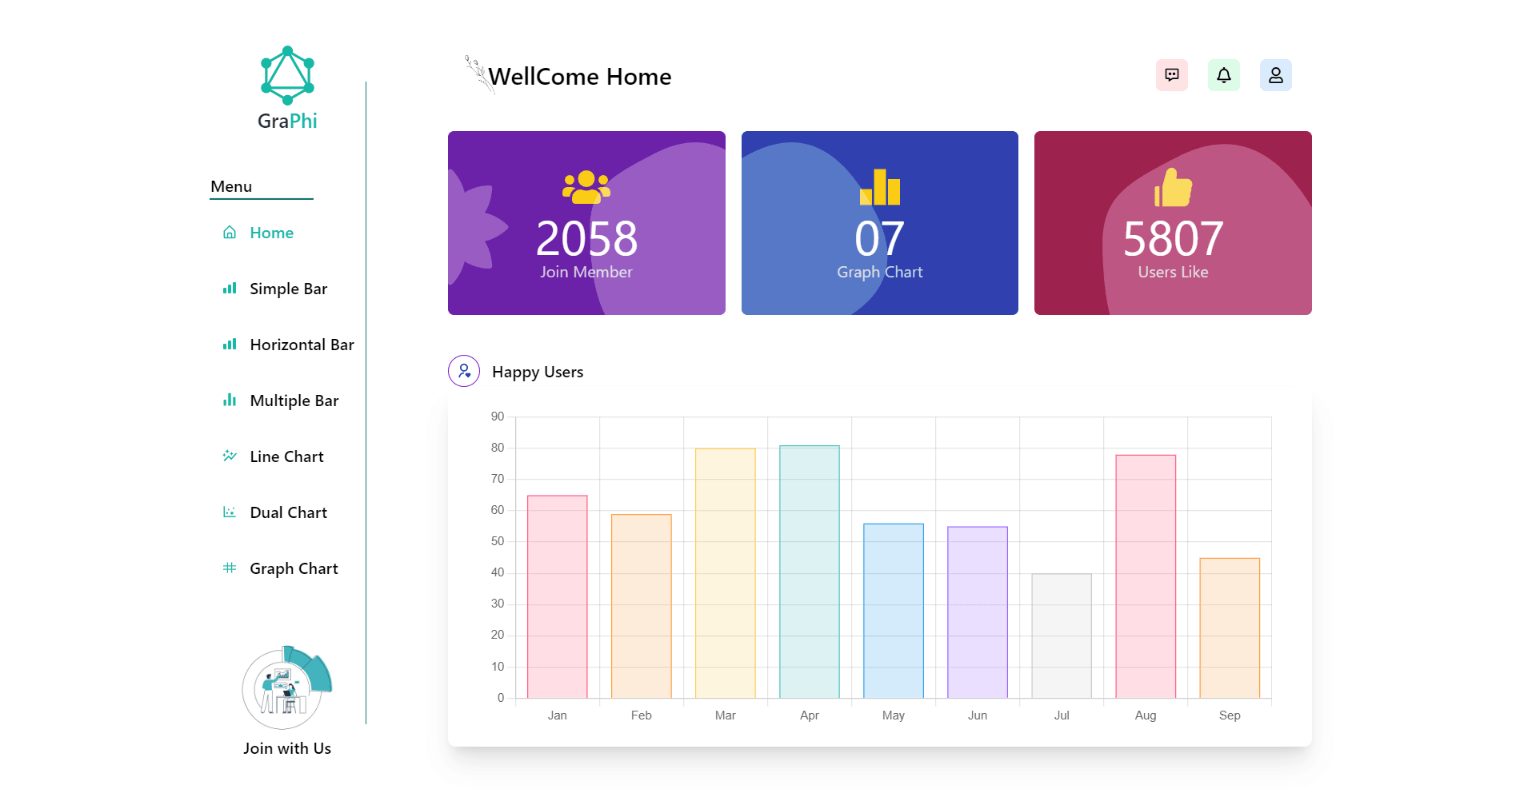 GraPhi
Menu
Home
Simple Bar
Horizontal Bar
Multiple Bar
Line Chart
Dual Chart
Graph Chart
Join with Us
WellCome Home
2058
Join Member
07
Graph Chart
5807
Users Like
Happy Users
90
80
70
60
50
40
30
20
10
0
Jan Feb Mar Apr May Jun Jul Aug Sep